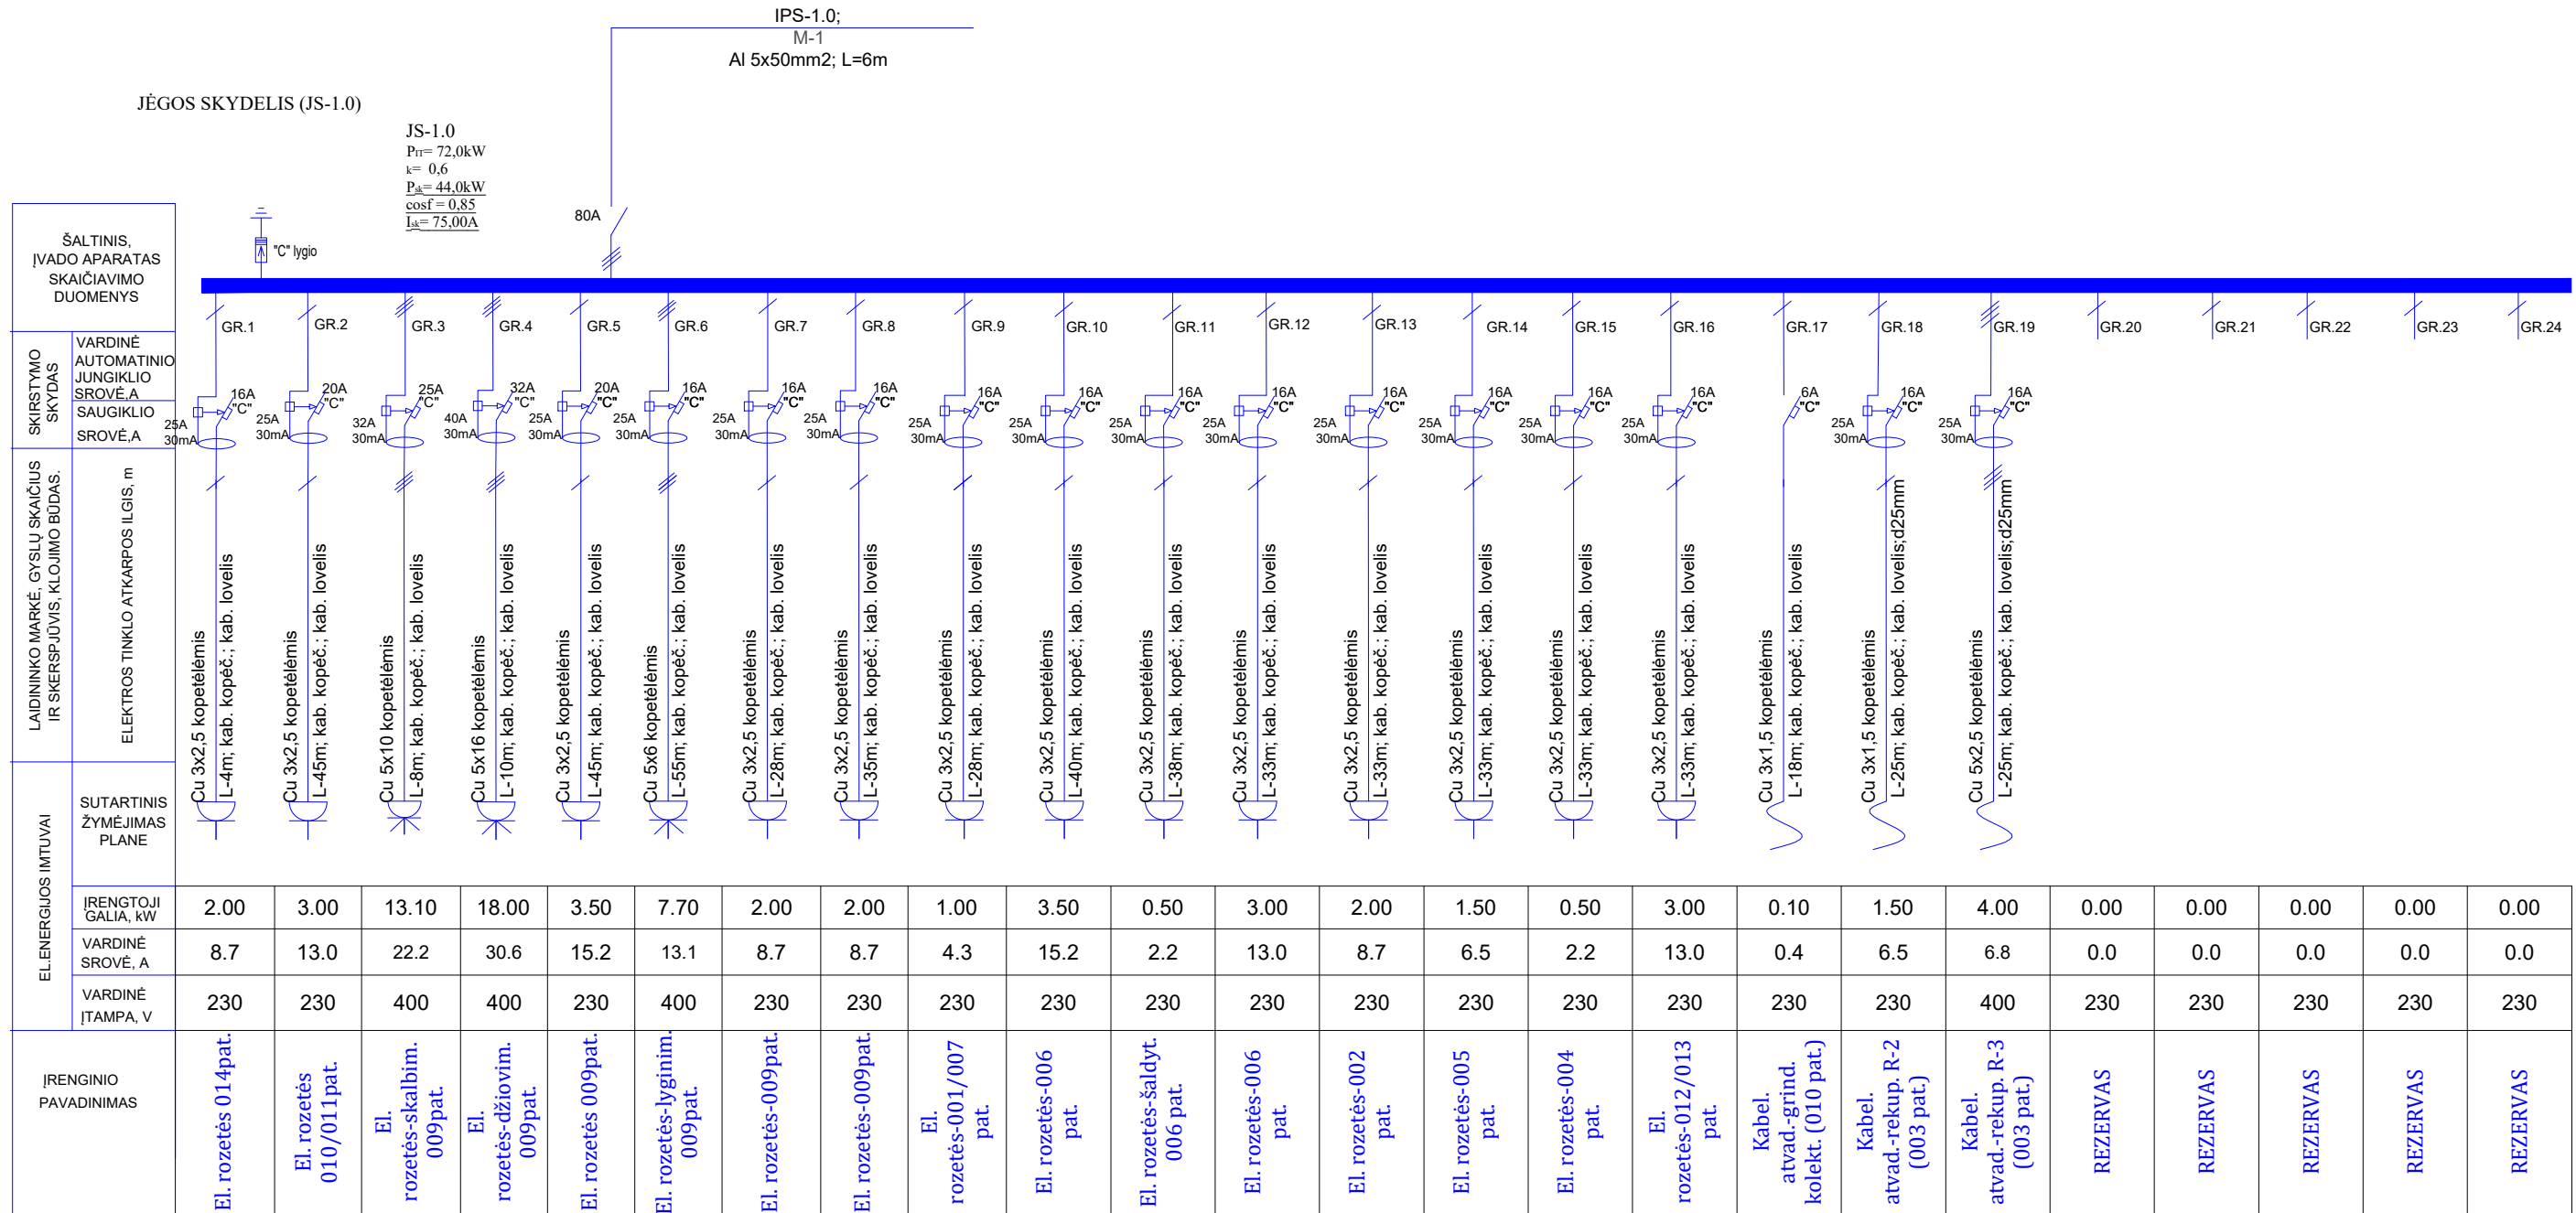 IPS-1.0;
M-1
Al 5x50mm2; L=6m
JĖGOS SKYDELIS (JS-1.0)
JS-1.0
PIT= 72,0kW
k= 0,6
Psk= 44,0kW
cosf = 0,85
Isk= 75,00A
80A
"C" lygio
ŠALTINIS,
ĮVADO APARATAS
SKAIČIAVIMO
DUOMENYS
GR.1 GR.2 GR.3 GR.4 GR.5 GR.6 GR.7 GR.8 GR.9 GR.10 GR.11 GR.12 GR.13 GR.14 GR.15 GR.16 GR.17 GR.18 GR.19 GR.20 GR.21 GR.22 GR.23 GR.24
SKIRSTYMO
SKYDAS
VARDINĖ
AUTOMATINIO
JUNGIKLIO
SROVĖ,A
SAUGIKLIO
SROVĖ,A
16A 20A 25A 32A 20A 16A 16A 16A 16A 16A 16A 16A 16A 16A 16A 16A 6A 16A 16A
"C" "C" "C" "C" "C" "C" "C" "C" "C" "C" "C" "C" "C" "C" "C" "C" "C" "C" "C"
25A 25A 32A 40A 25A 25A 25A 25A 25A 25A 25A 25A 25A 25A 25A 25A 25A 25A
30mA 30mA 30mA 30mA 30mA 30mA 30mA 30mA 30mA 30mA 30mA 30mA 30mA 30mA 30mA 30mA 30mA 30mA
LAIDININKO MARKĖ, GYSLŲ SKAIČIUS
IR SKERSPJŪVIS, KLOJIMO BŪDAS.
ELEKTROS TINKLO ATKARPOS ILGIS, m
Cu 3x2,5 kopetėlėmis
L-4m; kab. kopėč.; kab. lovelis
Cu 3x2,5 kopetėlėmis
L-45m; kab. kopėč.; kab. lovelis
Cu 5x10 kopetėlėmis
L-8m; kab. kopėč.; kab. lovelis
Cu 5x16 kopetėlėmis
L-10m; kab. kopėč.; kab. lovelis
Cu 3x2,5 kopetėlėmis
L-45m; kab. kopėč.; kab. lovelis
Cu 5x6 kopetėlėmis
L-55m; kab. kopėč.; kab. lovelis
Cu 3x2,5 kopetėlėmis
L-28m; kab. kopėč.; kab. lovelis
Cu 3x2,5 kopetėlėmis
L-35m; kab. kopėč.; kab. lovelis
Cu 3x2,5 kopetėlėmis
L-28m; kab. kopėč.; kab. lovelis
Cu 3x2,5 kopetėlėmis
L-40m; kab. kopėč.; kab. lovelis
Cu 3x2,5 kopetėlėmis
L-38m; kab. kopėč.; kab. lovelis
Cu 3x2,5 kopetėlėmis
L-33m; kab. kopėč.; kab. lovelis
Cu 3x2,5 kopetėlėmis
L-33m; kab. kopėč.; kab. lovelis
Cu 3x2,5 kopetėlėmis
L-33m; kab. kopėč.; kab. lovelis
Cu 3x2,5 kopetėlėmis
L-33m; kab. kopėč.; kab. lovelis
Cu 3x2,5 kopetėlėmis
L-33m; kab. kopėč.; kab. lovelis
Cu 3x1,5 kopetėlėmis
L-18m; kab. kopėč.; kab. lovelis
Cu 3x1,5 kopetėlėmis
L-25m; kab. kopėč.; kab. lovelis;d25mm
Cu 5x2,5 kopetėlėmis
L-25m; kab. kopėč.; kab. lovelis;d25mm
EL.ENERGIJOS IMTUVAI
SUTARTINIS
ŽYMĖJIMAS
PLANE
ĮRENGTOJI
GALIA, kW
2.00 3.00 13.10 18.00 3.50 7.70 2.00 2.00 1.00 3.50 0.50 3.00 2.00 1.50 0.50 3.00 0.10 1.50 4.00 0.00 0.00 0.00 0.00 0.00
VARDINĖ
SROVĖ, A
8.7 13.0 22.2 30.6 15.2 13.1 8.7 8.7 4.3 15.2 2.2 13.0 8.7 6.5 2.2 13.0 0.4 6.5 6.8 0.0 0.0 0.0 0.0 0.0
VARDINĖ
ĮTAMPA, V
230 230 400 400 230 400 230 230 230 230 230 230 230 230 230 230 230 230 400 230 230 230 230 230
ĮRENGINIO
PAVADINIMAS
El. rozetės 014pat.
El. rozetės
010/011pat.
El.
rozetės-skalbim.
009pat.
El.
rozetės-džiovim.
009pat.
El. rozetės 009pat.
El. rozetės-lyginim.
009pat.
El. rozetės-009pat.
El. rozetės-009pat.
El.
rozetės-001/007
pat.
El. rozetės-006
pat.
El. rozetės-šaldyt.
006 pat.
El. rozetės-006
pat.
El. rozetės-002
pat.
El. rozetės-005
pat.
El. rozetės-004
pat.
El.
rozetės-012/013
pat.
Kabel.
atvad.-grind.
kolekt. (010 pat.)
Kabel.
atvad.-rekup. R-2
(003 pat.)
Kabel.
atvad.-rekup. R-3
(003 pat.)
REZERVAS
REZERVAS
REZERVAS
REZERVAS
REZERVAS